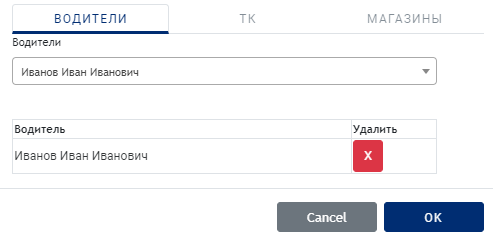 ВОДИТЕЛИ ТК МАГАЗИНЫ
Водители
Иванов Иван Иванович
Водитель Удалить
Иванов Иван Иванович X
Cancel OK